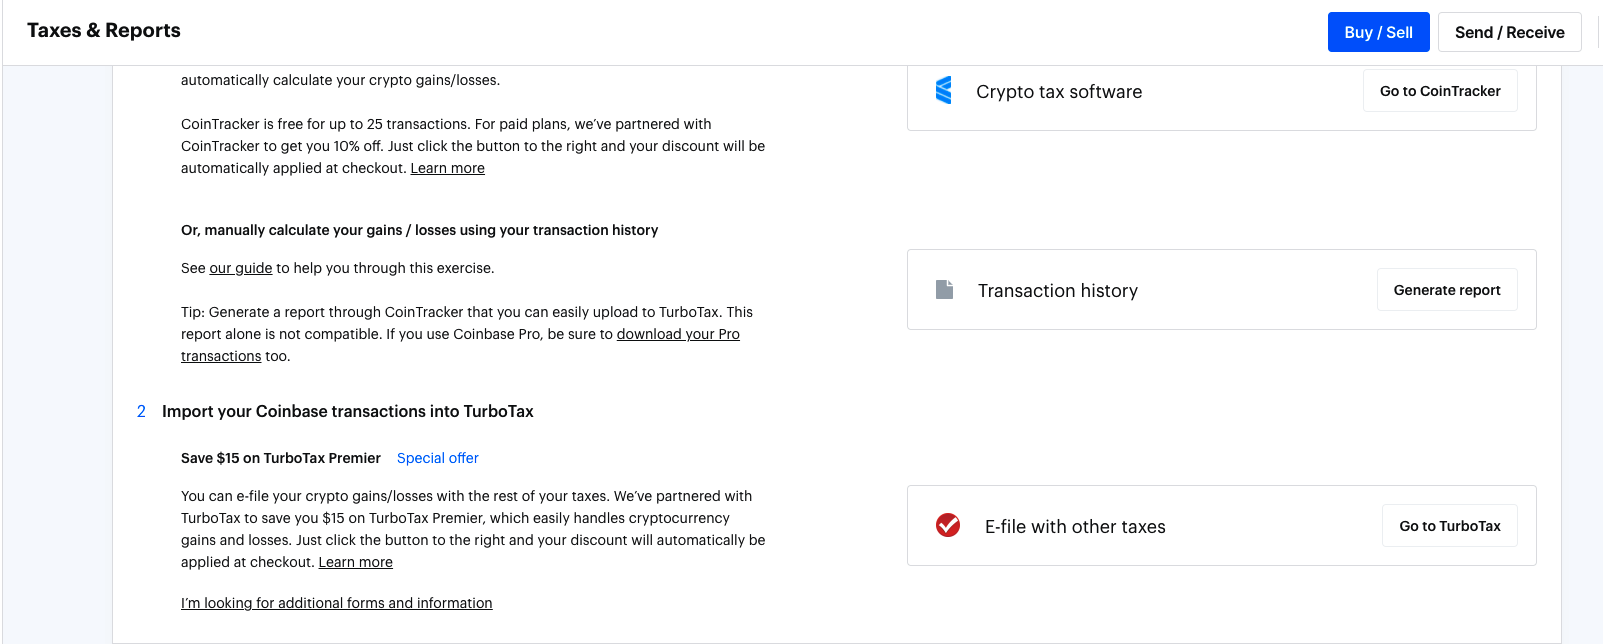 Taxes & Reports
Buy / Sell
Send / Receive
automatically calculate your crypto gains/losses.
Crypto tax software
Go to CoinTracker
CoinTracker is free for up to 25 transactions. For paid plans, we’ve partnered with
CoinTracker to get you 10% off. Just click the button to the right and your discount will be
automatically applied at checkout. Learn more
Or, manually calculate your gains / losses using your transaction history
See our guide to help you through this exercise.
Transaction history
Generate report
Tip: Generate a report through CoinTracker that you can easily upload to TurboTax. This
report alone is not compatible. If you use Coinbase Pro, be sure to download your Pro
transactions too.
2 Import your Coinbase transactions into TurboTax
Save $15 on TurboTax Premier Special offer
You can e-file your crypto gains/losses with the rest of your taxes. We’ve partnered with
TurboTax to save you $15 on TurboTax Premier, which easily handles cryptocurrency
gains and losses. Just click the button to the right and your discount will automatically be
applied at checkout. Learn more
E-file with other taxes
Go to TurboTax
I’m looking for additional forms and information